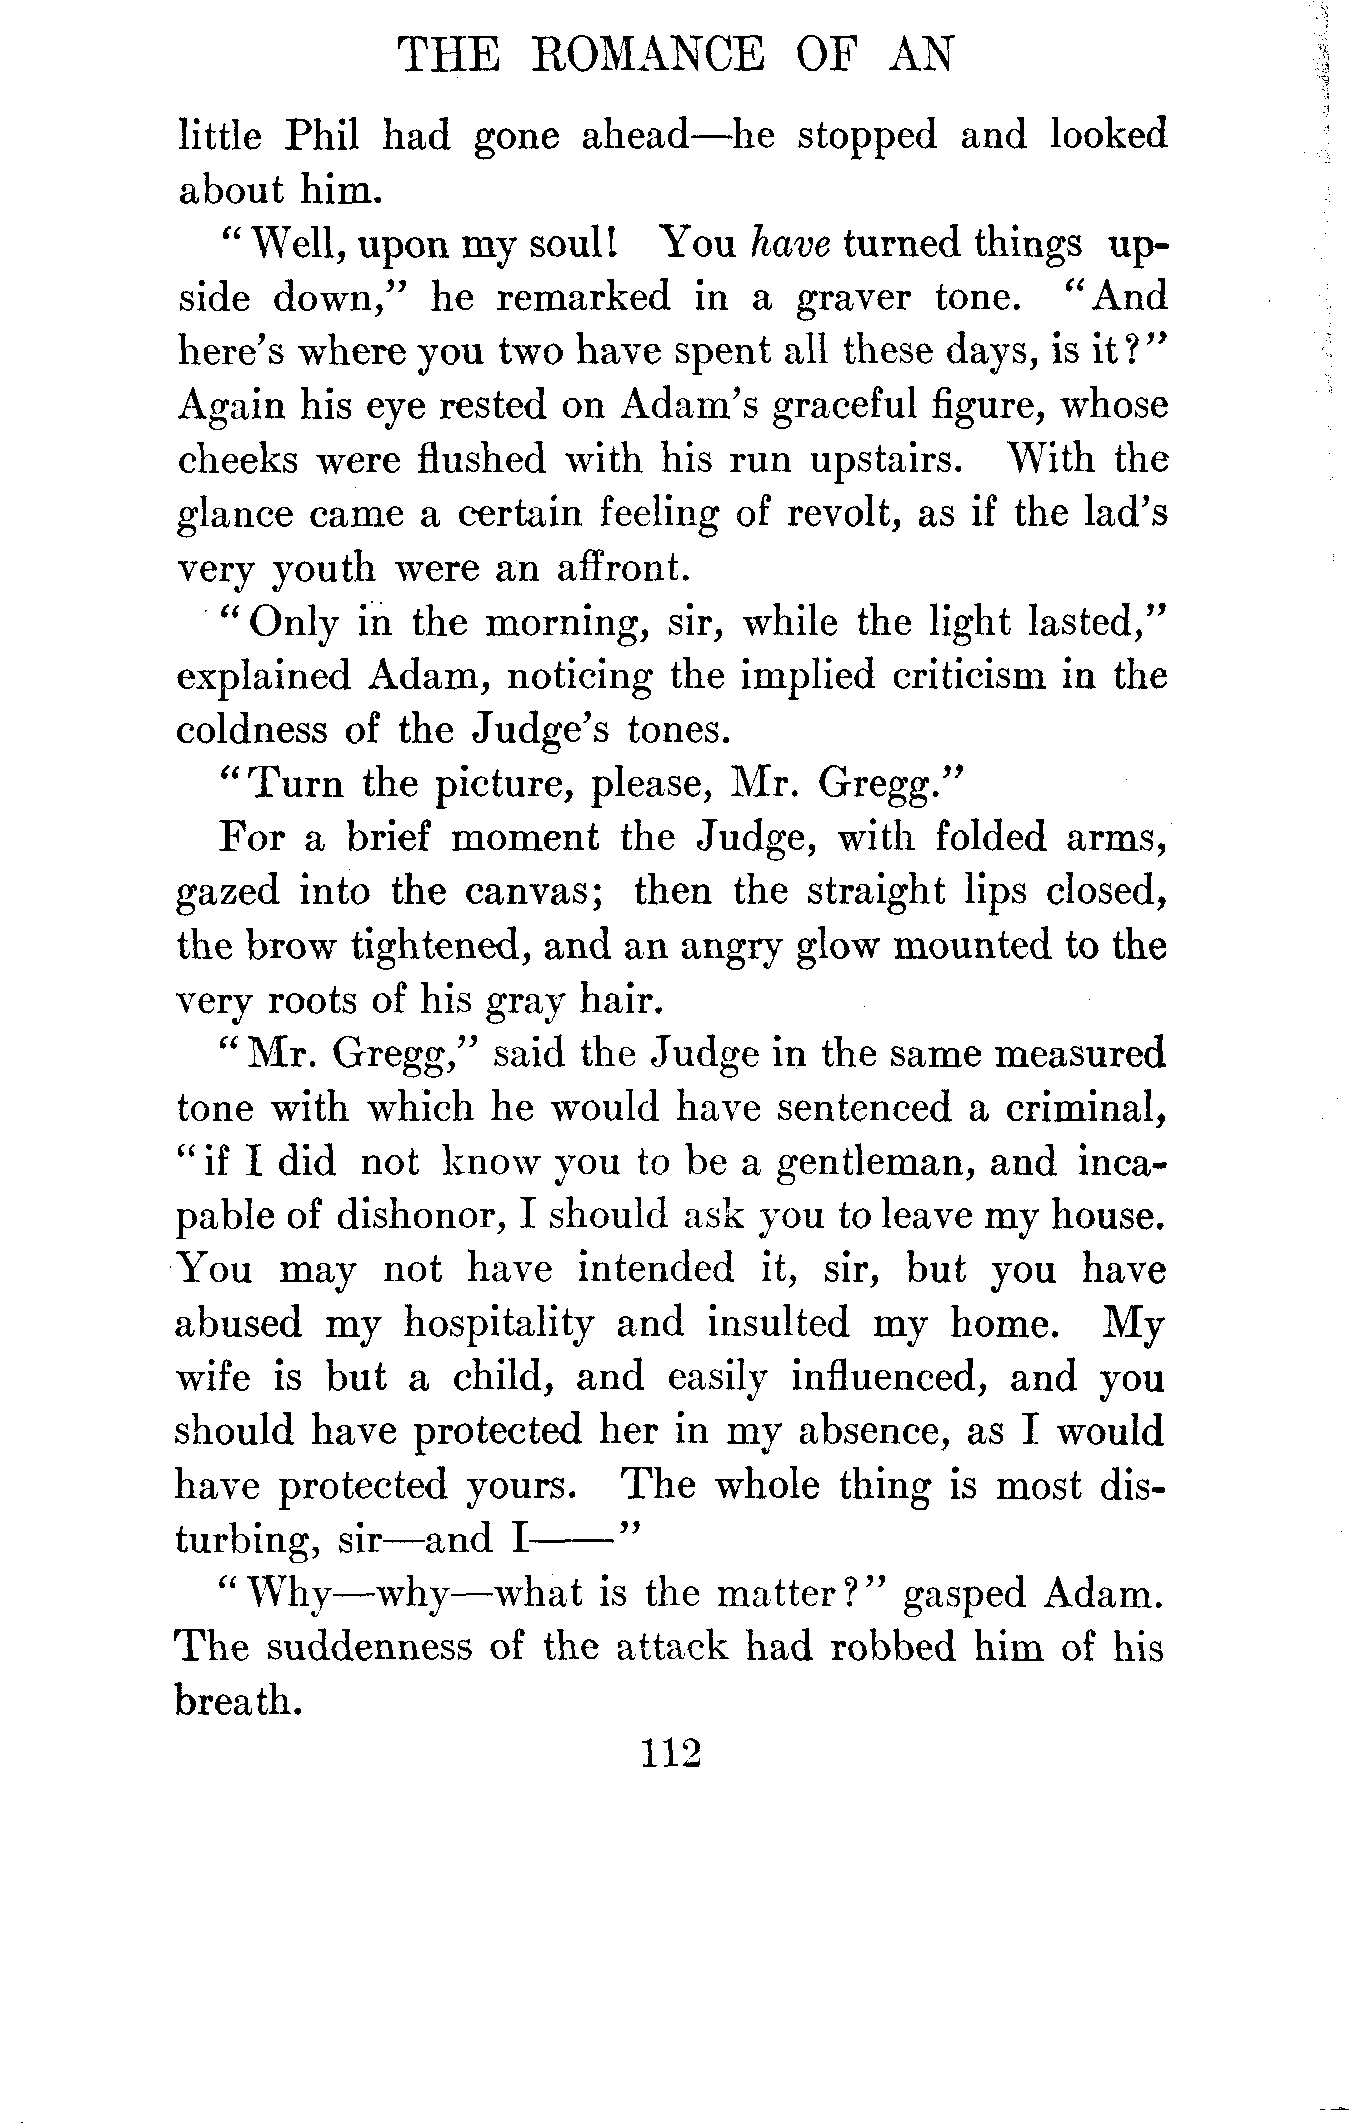 THE ROMANCE OF AN
little Phil had gone ahead—he stopped and looked
about him.
“Well, upon my soul! You have turned things up-
side down,” he remarked in a graver tone. “And
here’s where you two have spent all these days, is it?”
Again his eye rested on Adam’s graceful figure, whose
cheeks were flushed with his run upstairs. With the
glance came a certain feeling of revolt, as if the lad’s
very youth were an affront.
“Only in the morning, sir, while the light lasted,”
explained Adam, noticing the implied criticism in the
coldness of the Judge’s tones.
“Turn the picture, please, Mr. Gregg.”
For a brief moment the Judge, with folded arms,
gazed into the canvas; then the straight lips closed,
the brow tightened, and an angry glow mounted to the
very roots of his gray hair.
“Mr. Gregg,” said the Judge in the same measured
tone with which he would have sentenced a criminal,
“if I did not know you to be a gentleman, and inca-
pable of dishonor, I should ask you to leave my house.
You may not have intended it, sir, but you have
abused my hospitality and insulted my home. My
wife is but a child, and easily influenced, and you
should have protected her in my absence, as I would
have protected yours. The whole thing is most dis-
turbing, sir—and I——”
“Why—why—what is the matter?” gasped Adam.
The suddenness of the attack had robbed him of his
breath.
112